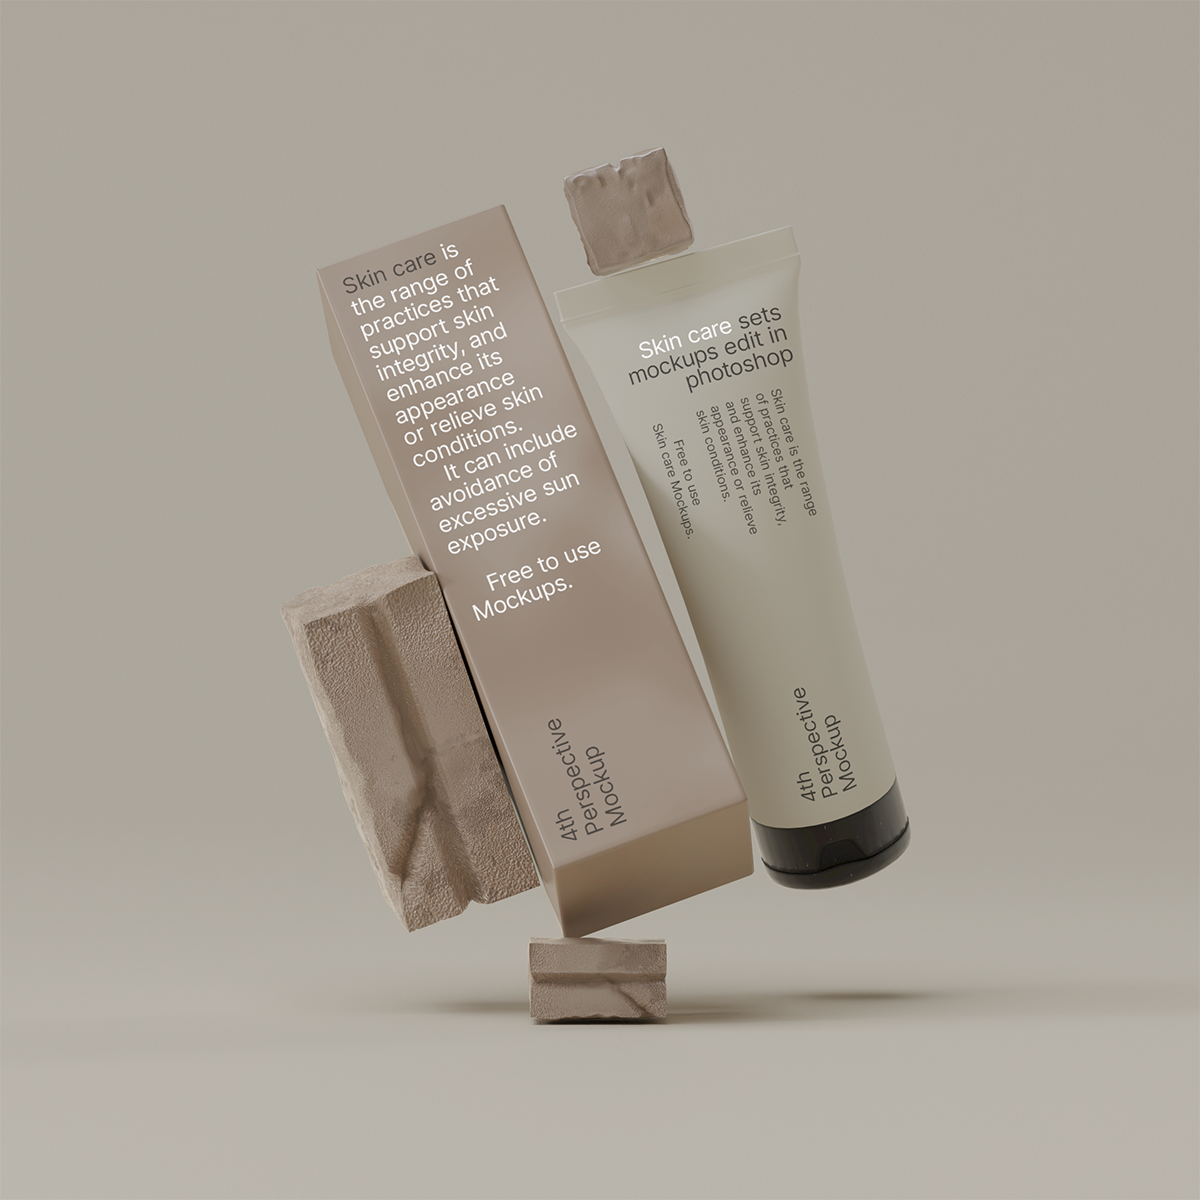 Skin care is
the range of
practices that
support skin
integrity, and
enhance its
appearance
or relieve skin
conditions.
It can include
avoidance of
excessive sun
exposure.
Free to use
Mockups.
4th
Perspective
Mockup
Skin care sets
mockups edit in
photoshop
Skin care is the range
of practices that
support skin integrity,
and enhance its
appearance or relieve
skin conditions.
Free to use
Skin care Mockups.
4th
Perspective
Mockup